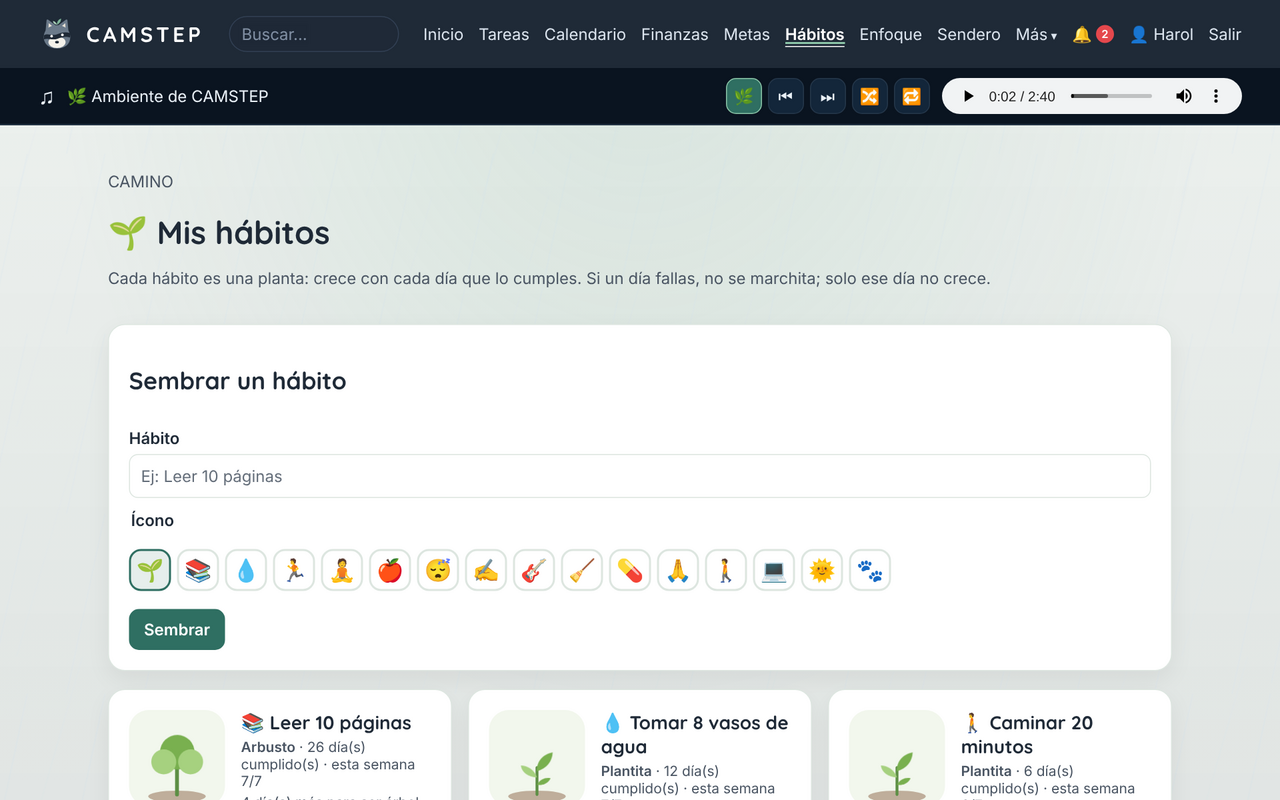 CAMSTEP
Buscar...
Inicio Tareas Calendario Finanzas Metas Hábitos Enfoque Sendero Más ▾ 2 Harol Salir
Ambiente de CAMSTEP
0:02 / 2:40
CAMINO
Mis hábitos
Cada hábito es una planta: crece con cada día que lo cumples. Si un día fallas, no se marchita; solo ese día no crece.
Sembrar un hábito
Hábito
Ej: Leer 10 páginas
Ícono
Sembrar
Leer 10 páginas
Arbusto · 26 día(s)
cumplido(s) · esta semana
7/7
Tomar 8 vasos de
agua
Plantita · 12 día(s)
cumplido(s) · esta semana
Caminar 20
minutos
Plantita · 6 día(s)
cumplido(s) · esta semana